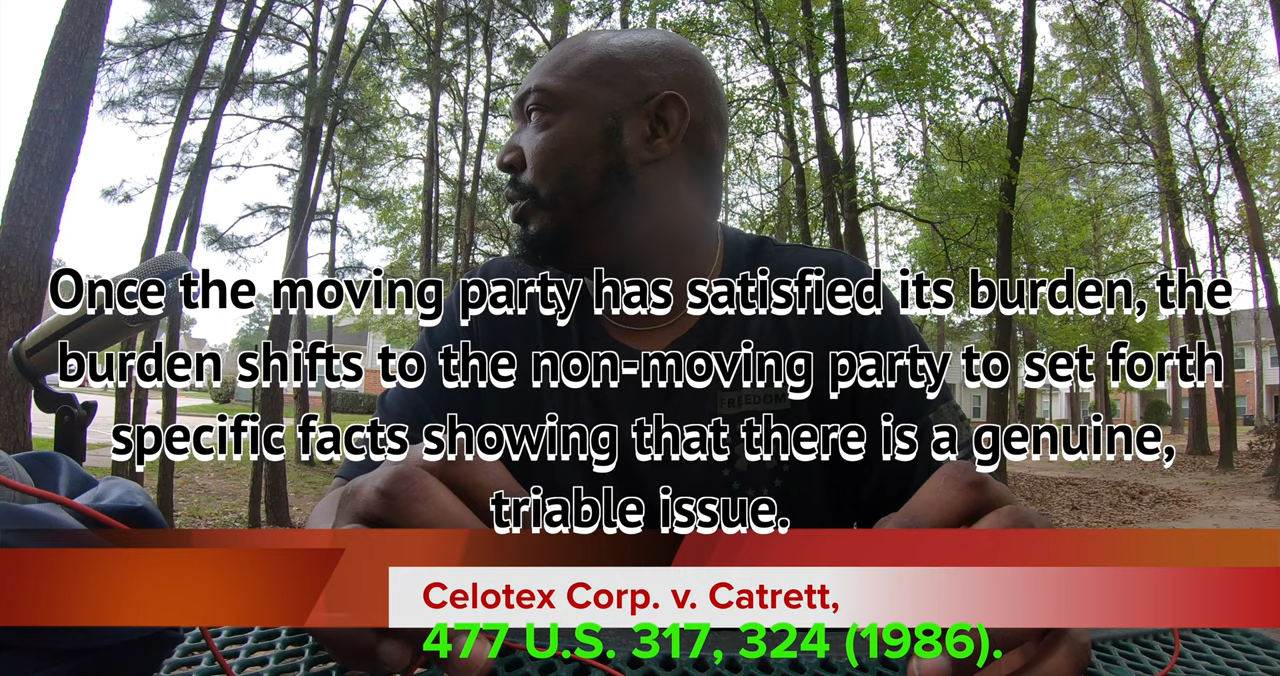 Once the moving party has satisfied its burden, the
burden shifts to the non-moving party to set forth
FREEDOM
specific facts showing that there is a genuine,
triable issue.
Celotex Corp. v. Catrett,
477 U.S. 317, 324 (1986).